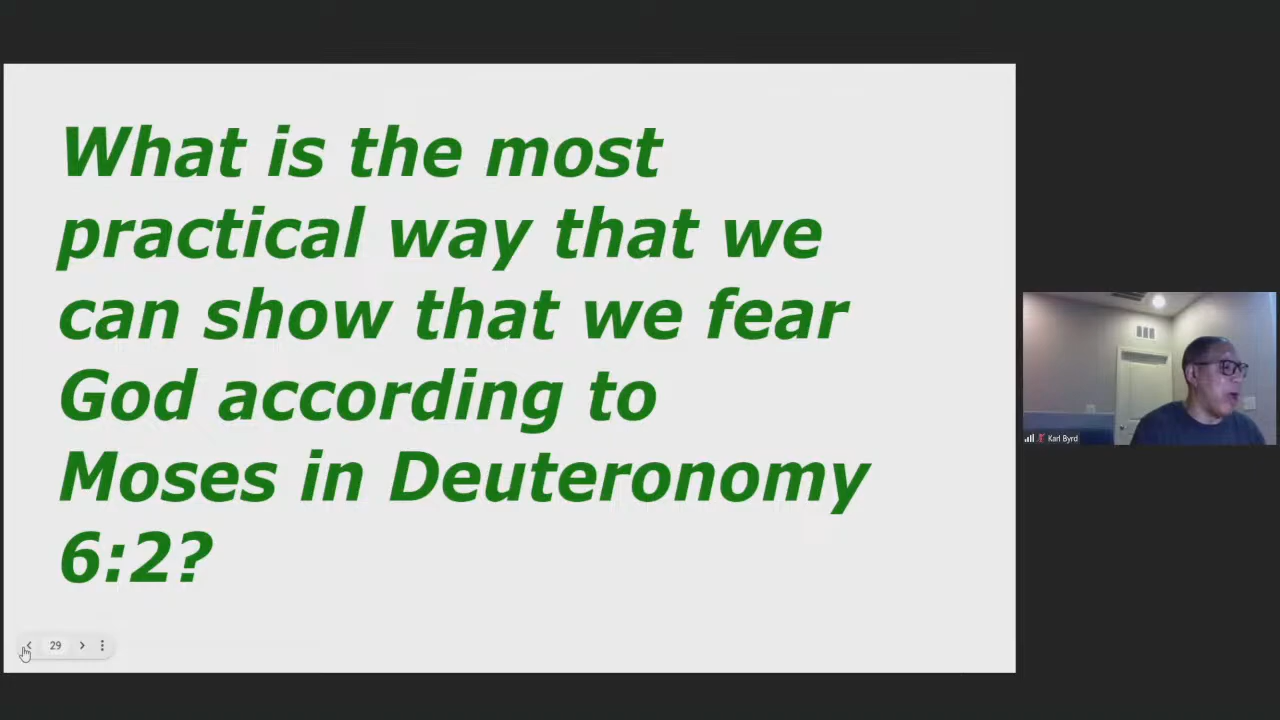 What is the most
practical way that we
can show that we fear
God according to
Moses in Deuteronomy
6:2?
29
Karl Byrd